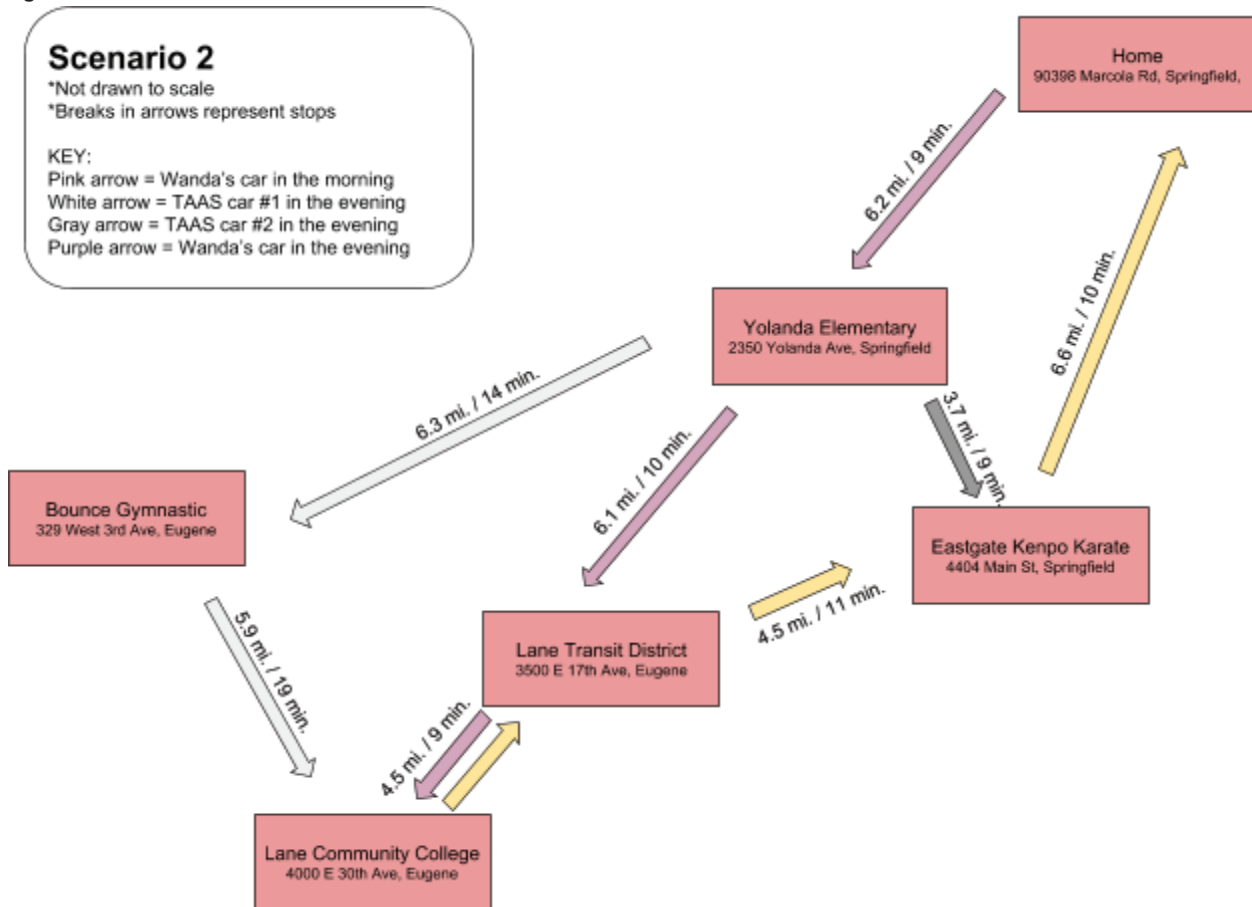 Scenario 2
*Not drawn to scale
*Breaks in arrows represent stops
KEY:
Pink arrow = Wanda's car in the morning
White arrow = TAAS car #1 in the evening
Gray arrow = TAAS car #2 in the evening
Purple arrow = Wanda's car in the evening
Home
90398 Marcola Rd, Springfield,
6.2 mi. / 9 min.
6.6 mi. / 10 min.
Yolanda Elementary
2350 Yolanda Ave, Springfield
6.3 mi. / 14 min.
6.1 mi. / 10 min.
3.7 mi. / 9 min.
Bounce Gymnastic
329 West 3rd Ave, Eugene
Eastgate Kenpo Karate
4404 Main St, Springfield
5.9 mi. / 19 min.
4.5 mi. / 11 min.
Lane Transit District
3500 E 17th Ave, Eugene
4.5 mi. / 9 min.
Lane Community College
4000 E 30th Ave, Eugene